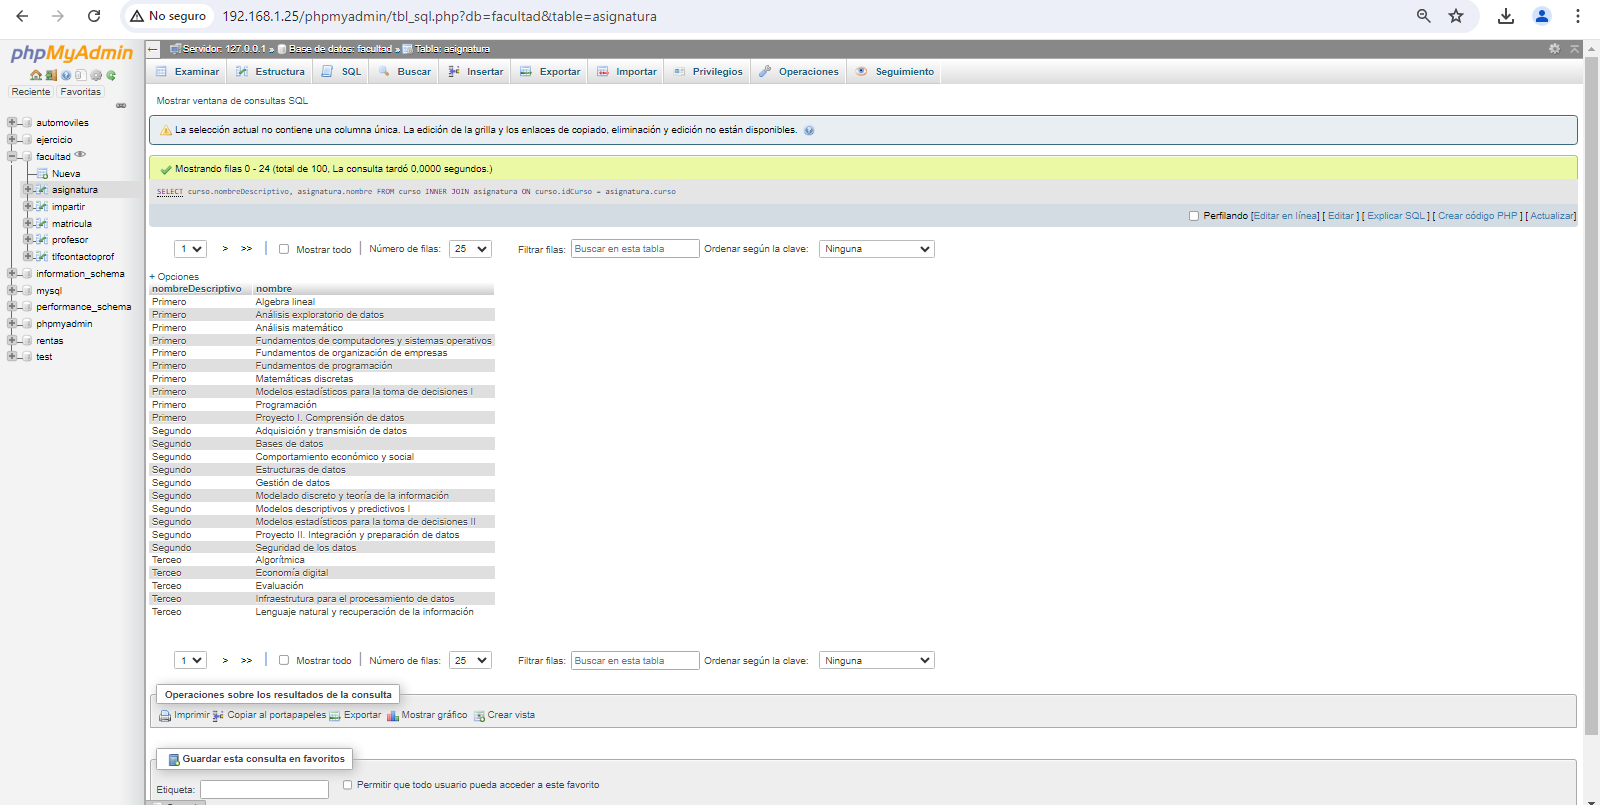 No seguro 192.168.1.25/phpmyadmin/tbl_sql.php?db=facultad&table=asignatura
phpMyAdmin
Reciente Favoritas
automoviles
ejercicio
facultad
Nueva
asignatura
impartir
matricula
profesor
tlfcontactoprof
information_schema
mysql
performance_schema
phpmyadmin
rentas
test
Servidor: 127.0.0.1 » Base de datos: facultad » Tabla: asignatura
Examinar Estructura SQL Buscar Insertar Exportar Importar Privilegios Operaciones Seguimiento
Mostrar ventana de consultas SQL
La selección actual no contiene una columna única. La edición de la grilla y los enlaces de copiado, eliminación y edición no están disponibles.
Mostrando filas 0 - 24 (total de 100, La consulta tardó 0,0000 segundos.)
SELECT curso.nombreDescriptivo, asignatura.nombre FROM curso INNER JOIN asignatura ON curso.idCurso = asignatura.curso
Perfilando [Editar en línea] [ Editar ] [ Explicar SQL ] [ Crear código PHP ] [ Actualizar]
1 > >> | Mostrar todo | Número de filas: 25 Filtrar filas: Buscar en esta tabla Ordenar según la clave: Ninguna
+ Opciones
nombreDescriptivo nombre
Primero Algebra lineal
Primero Análisis exploratorio de datos
Primero Análisis matemático
Primero Fundamentos de computadores y sistemas operativos
Primero Fundamentos de organización de empresas
Primero Fundamentos de programación
Primero Matemáticas discretas
Primero Modelos estadísticos para la toma de decisiones I
Primero Programación
Primero Proyecto I. Comprensión de datos
Segundo Adquisición y transmisión de datos
Segundo Bases de datos
Segundo Comportamiento económico y social
Segundo Estructuras de datos
Segundo Gestión de datos
Segundo Modelado discreto y teoría de la información
Segundo Modelos descriptivos y predictivos I
Segundo Modelos estadísticos para la toma de decisiones II
Segundo Proyecto II. Integración y preparación de datos
Segundo Seguridad de los datos
Terceo Algorítmica
Terceo Economía digital
Terceo Evaluación
Terceo Infraestrutura para el procesamiento de datos
Terceo Lenguaje natural y recuperación de la información
1 > >> | Mostrar todo | Número de filas: 25 Filtrar filas: Buscar en esta tabla Ordenar según la clave: Ninguna
Operaciones sobre los resultados de la consulta
Imprimir Copiar al portapapeles Exportar Mostrar gráfico Crear vista
Guardar esta consulta en favoritos
Etiqueta: Permitir que todo usuario pueda acceder a este favorito